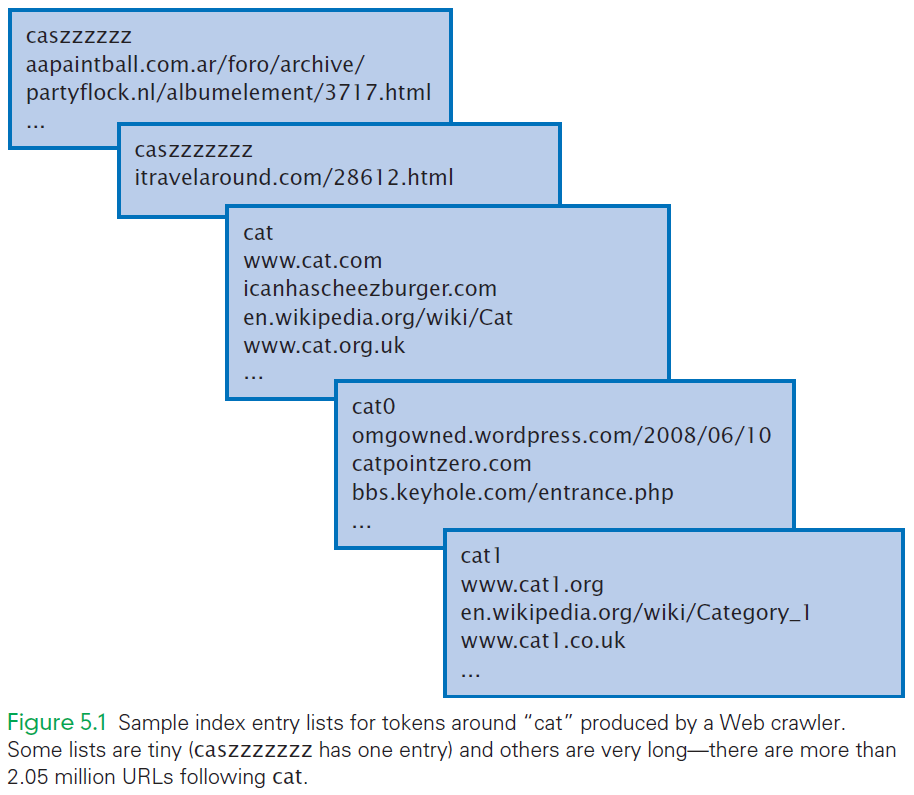 caszzzzzz
aapaintball.com.ar/foro/archive/
partyflock.nl/albumelement/3717.html
...
caszzzzzzz
itravelaround.com/28612.html
cat
www.cat.com
icanhascheezburger.com
en.wikipedia.org/wiki/Cat
www.cat.org.uk
...
cat0
omgowned.wordpress.com/2008/06/10
catpointzero.com
bbs.keyhole.com/entrance.php
...
cat1
www.cat1.org
en.wikipedia.org/wiki/Category_1
www.cat1.co.uk
...
Figure 5.1 Sample index entry lists for tokens around “cat” produced by a Web crawler.
Some lists are tiny (caszzzzzzz has one entry) and others are very long—there are more than
2.05 million URLs following cat.